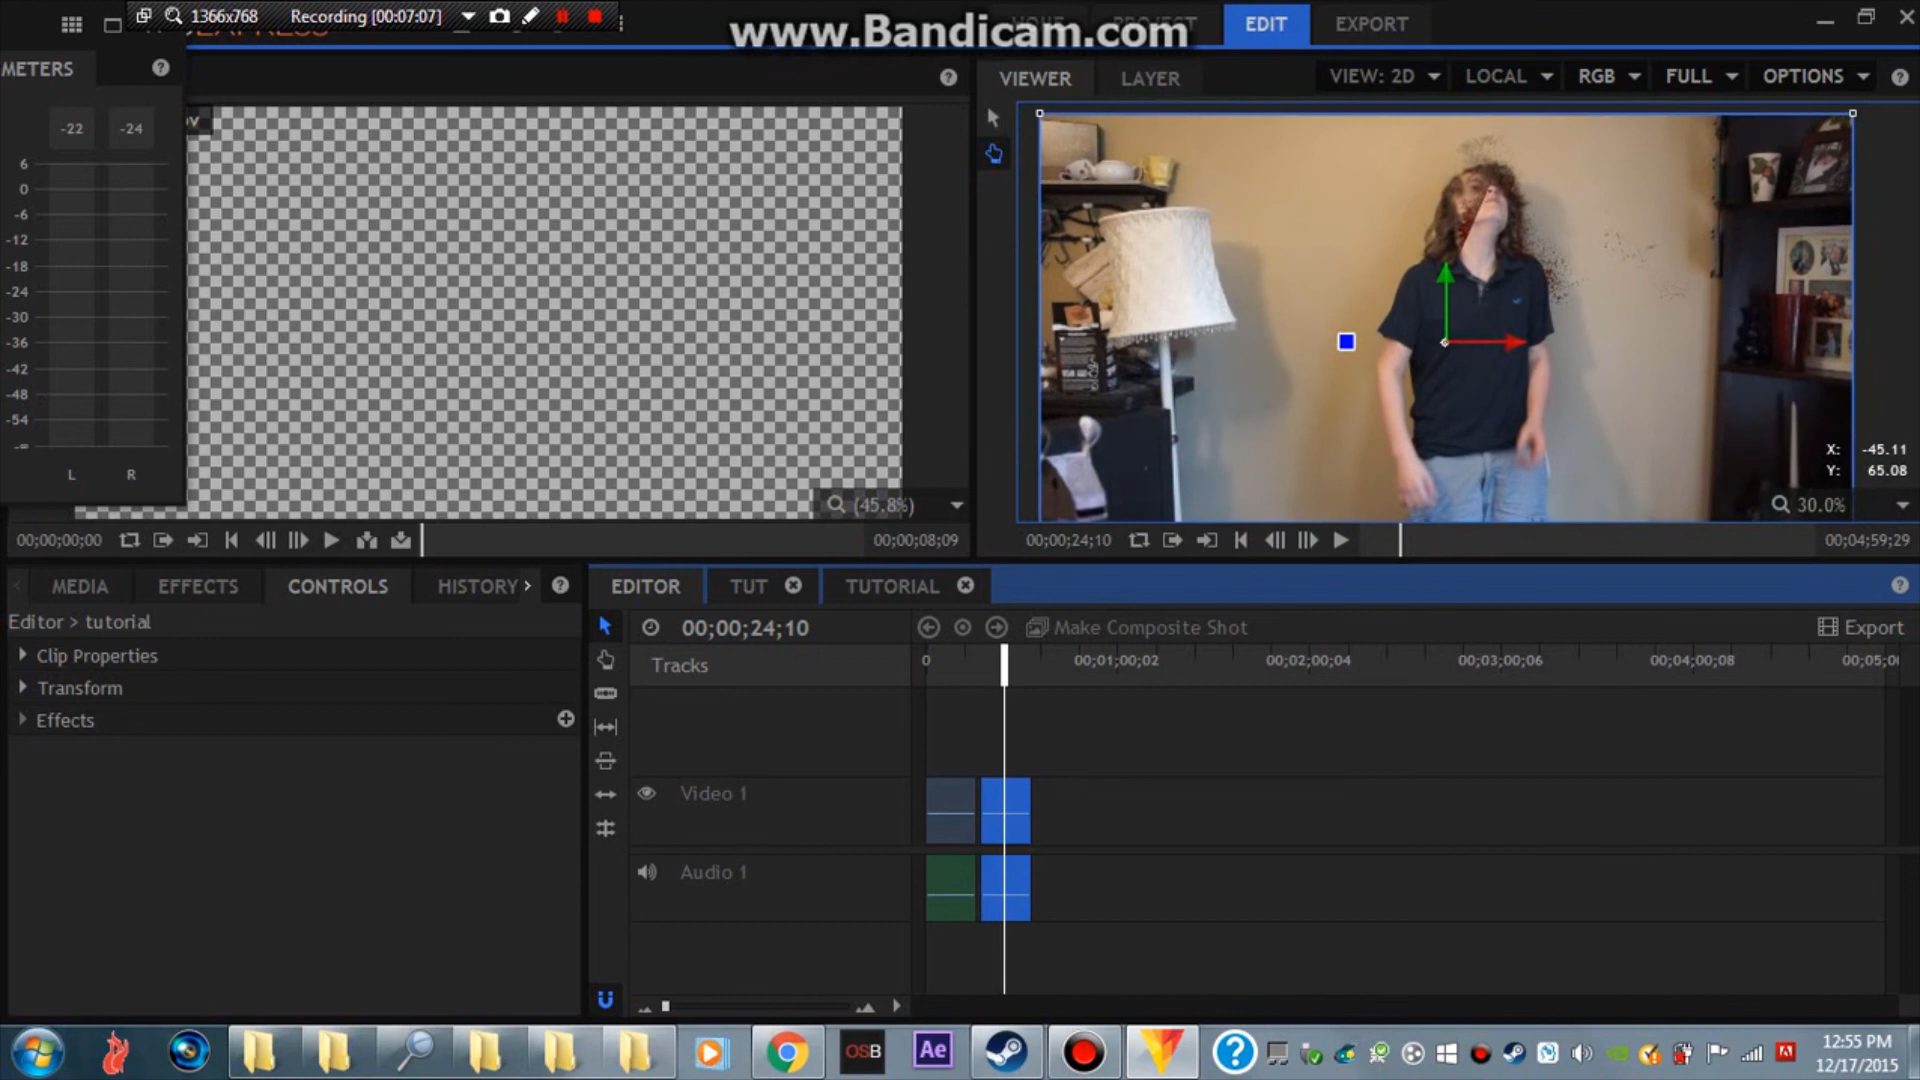 1366x768 Recording [00:07:07]
www.Bandicam.com
EDIT EXPORT
METERS
VIEWER LAYER VIEW: 2D LOCAL RGB FULL OPTIONS
-22 -24
6
0
-6
-12
-18
-24
-30
-36
-42
-48
-54
-∞
L R
(45.8%)
X: -45.11
Y: 65.08
30.0%
00;00;00;00 00;00;08;09
00;00;24;10 00;04;59;29
MEDIA EFFECTS CONTROLS HISTORY
EDITOR TUT TUTORIAL
Editor > tutorial
Clip Properties
Transform
Effects
00;00;24;10 Make Composite Shot Export
Tracks 0 00;01;00;02 00;02;00;04 00;03;00;06 00;04;00;08
Video 1
Audio 1
OSB Ae
12:55 PM
12/17/2015